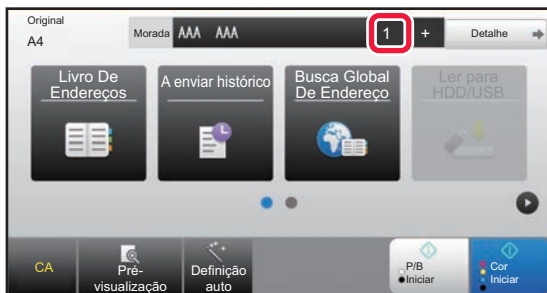 Original
A4
Morada AAA AAA 1 + Detalhe
Livro De
Endereços
A enviar histórico
Busca Global
De Endereço
Ler para
HDD/USB
CA
Pré-
visualização
Definição
auto
P/B
Iniciar
Cor
Iniciar